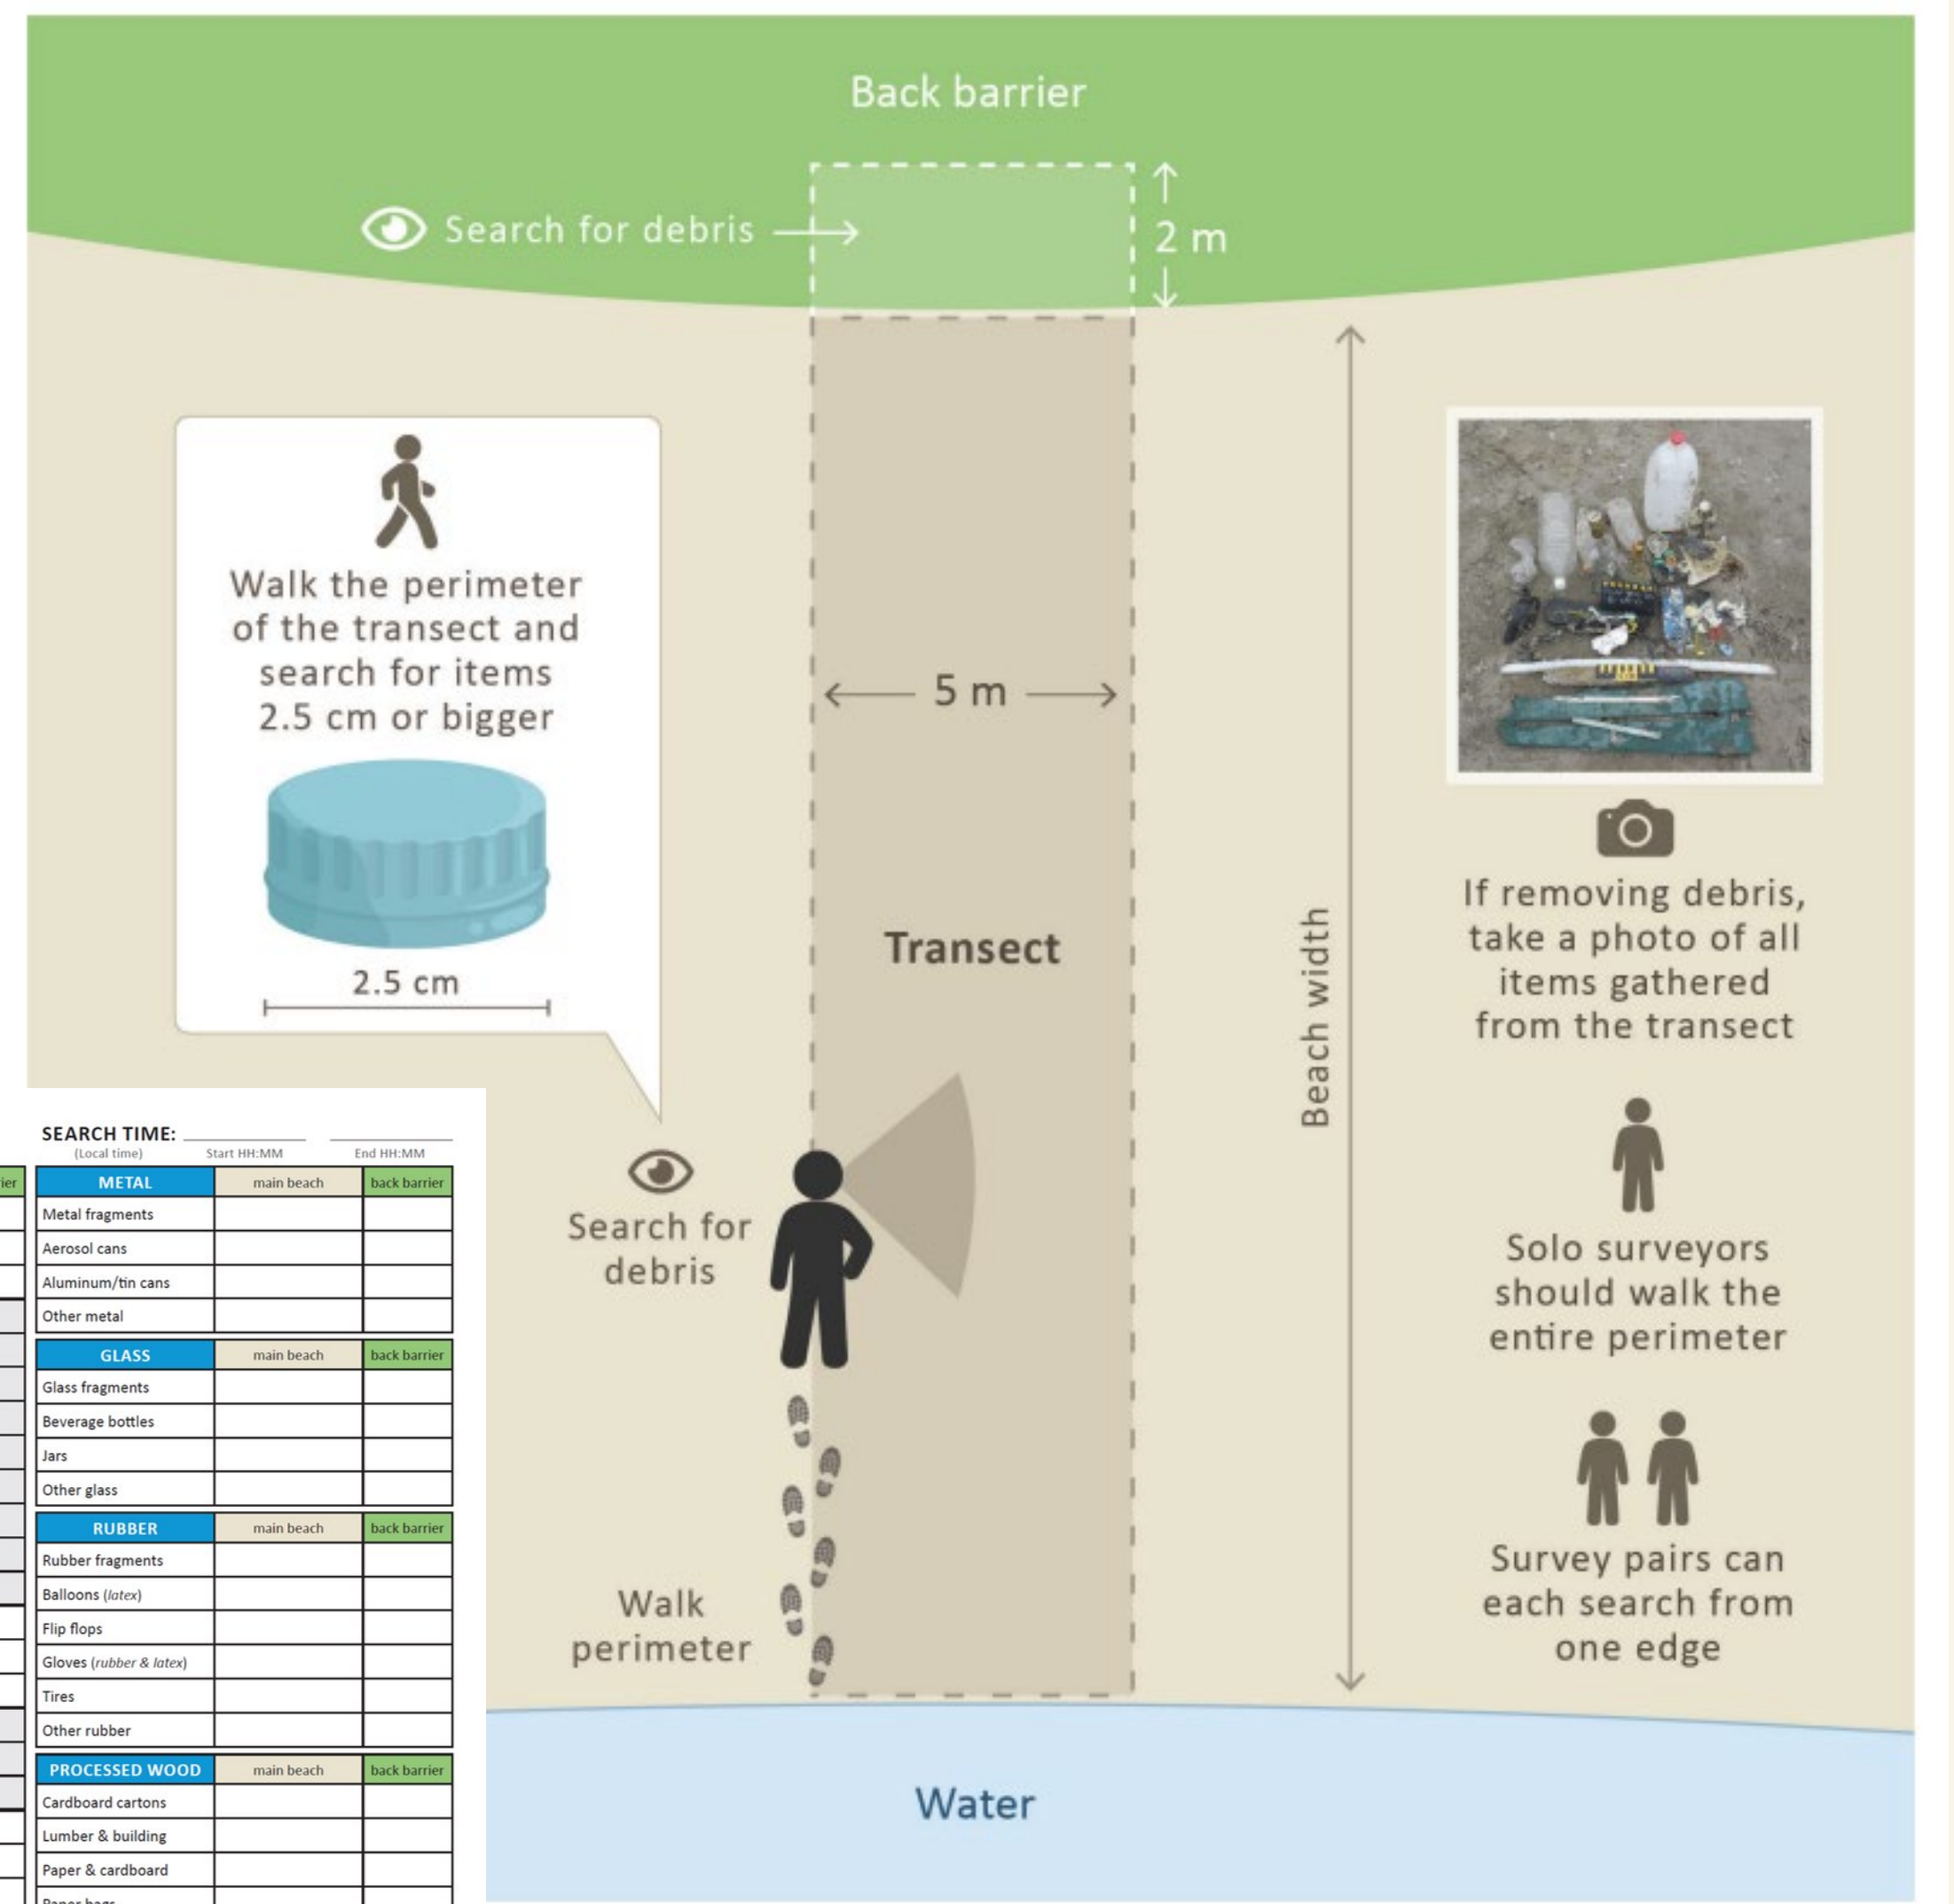 Back barrier
Search for debris
2 m
Walk the perimeter
of the transect and
search for items
2.5 cm or bigger
2.5 cm
5 m
Transect
Beach width
If removing debris,
take a photo of all
items gathered
from the transect
Search for
debris
Solo surveyors
should walk the
entire perimeter
Walk
perimeter
Survey pairs can
each search from
one edge
Water
SEARCH TIME:
(Local time) Start HH:MM End HH:MM
METAL main beach back barrier
Metal fragments
Aerosol cans
Aluminum/tin cans
Other metal
GLASS main beach back barrier
Glass fragments
Beverage bottles
Jars
Other glass
RUBBER main beach back barrier
Rubber fragments
Balloons (latex)
Flip flops
Gloves (rubber & latex)
Tires
Other rubber
PROCESSED WOOD main beach back barrier
Cardboard cartons
Lumber & building
Paper & cardboard
Paper bags